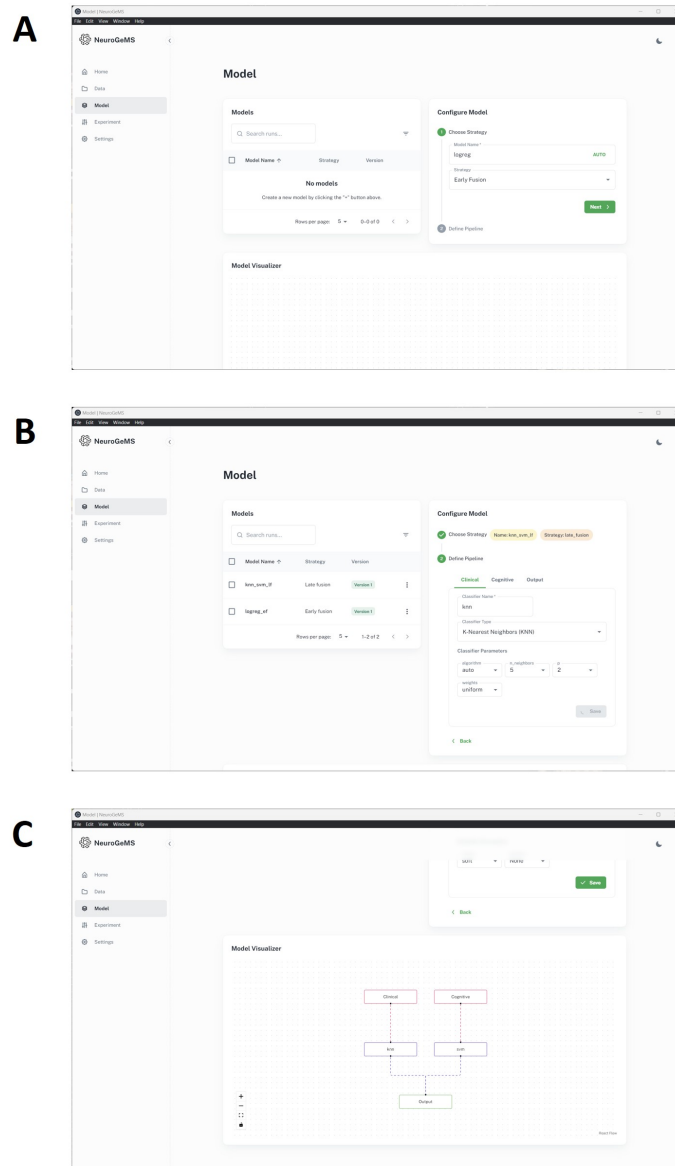 A
Model | NeuroGeMS
File Edit View Window Help
NeuroGeMS
Home
Data
Model
Experiment
Settings
Model
Models
Search runs...
Model Name ↑ Strategy Version
No models
Create a new model by clicking the "+" button above.
Rows per page: 5 0-0 of 0
Configure Model
1 Choose Strategy
Model Name *
logreg AUTO
Strategy
Early Fusion
Next >
2 Define Pipeline
Model Visualizer
B
Model | NeuroGeMS
File Edit View Window Help
NeuroGeMS
Home
Data
Model
Experiment
Settings
Model
Models
Search runs...
Model Name ↑ Strategy Version
knn_svm_lf Late fusion Version 1
logreg_ef Early fusion Version 1
Rows per page: 5 1-2 of 2
Configure Model
Choose Strategy Name: knn_svm_lf Strategy: late_fusion
2 Define Pipeline
Clinical Cognitive Output
Classifier Name *
knn
Classifier Type
K-Nearest Neighbors (KNN)
Classifier Parameters
algorithm n_neighbors p
auto 5 2
weights
uniform
Save
< Back
C
Model | NeuroGeMS
File Edit View Window Help
NeuroGeMS
Home
Data
Model
Experiment
Settings
soft None
Save
< Back
Model Visualizer
Clinical Cognitive
knn svm
Output
React Flow